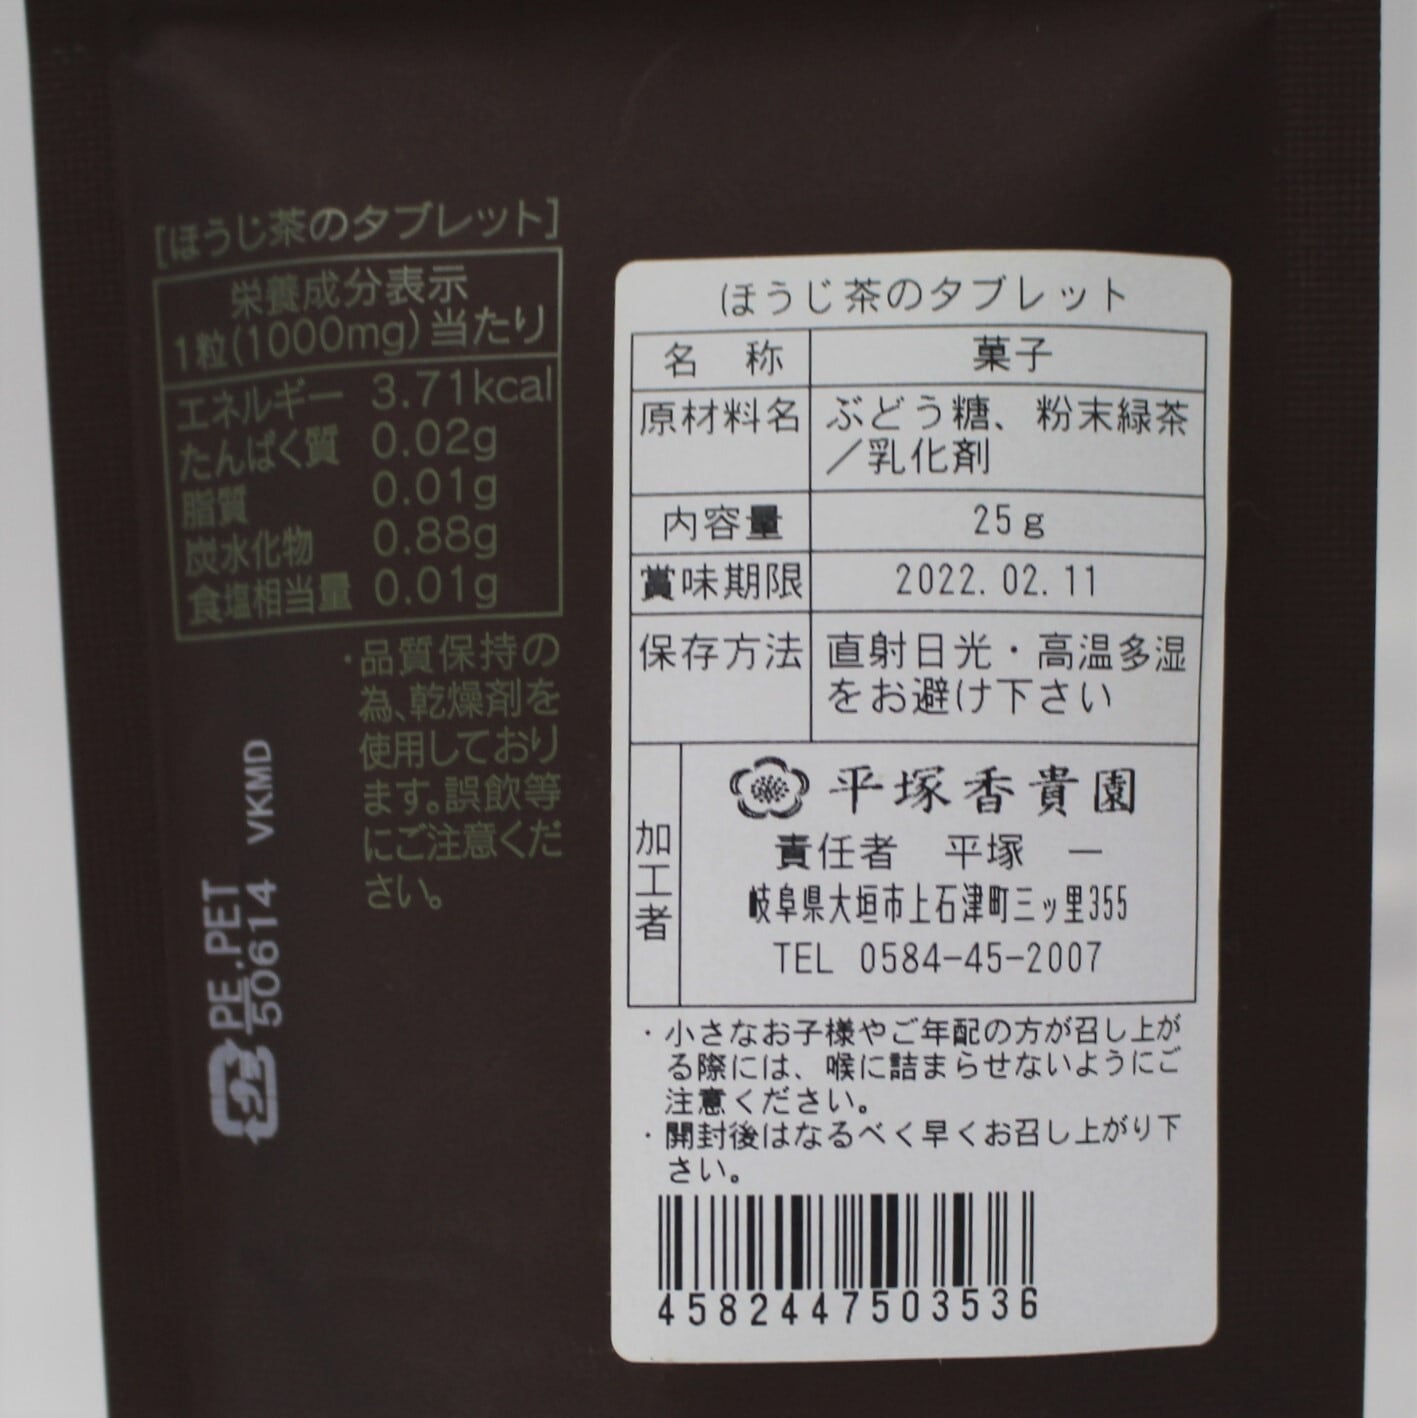 [ほうじ茶のタブレット]
栄養成分表示
1粒(1000mg)当たり
エネルギー 3.71kcal
たんぱく質 0.02g
脂質 0.01g
炭水化物 0.88g
食塩相当量 0.01g
・品質保持の
為、乾燥剤を
使用しており
ます。誤飲等
にご注意くだ
さい。
プラ PE.PET
50614 VKMD
ほうじ茶のタブレット
名 称 菓子
原材料名 ぶどう糖、粉末緑茶
/乳化剤
内容量 25g
賞味期限 2022.02.11
保存方法 直射日光・高温多湿
をお避け下さい
加工者
平塚香貴園
責任者 平塚 一
岐阜県大垣市上石津町三ッ里355
TEL 0584-45-2007
・小さなお子様やご年配の方が召し上が
る際には、喉に詰まらせないようにご
注意ください。
・開封後はなるべく早くお召し上がり下
さい。
4582447503536